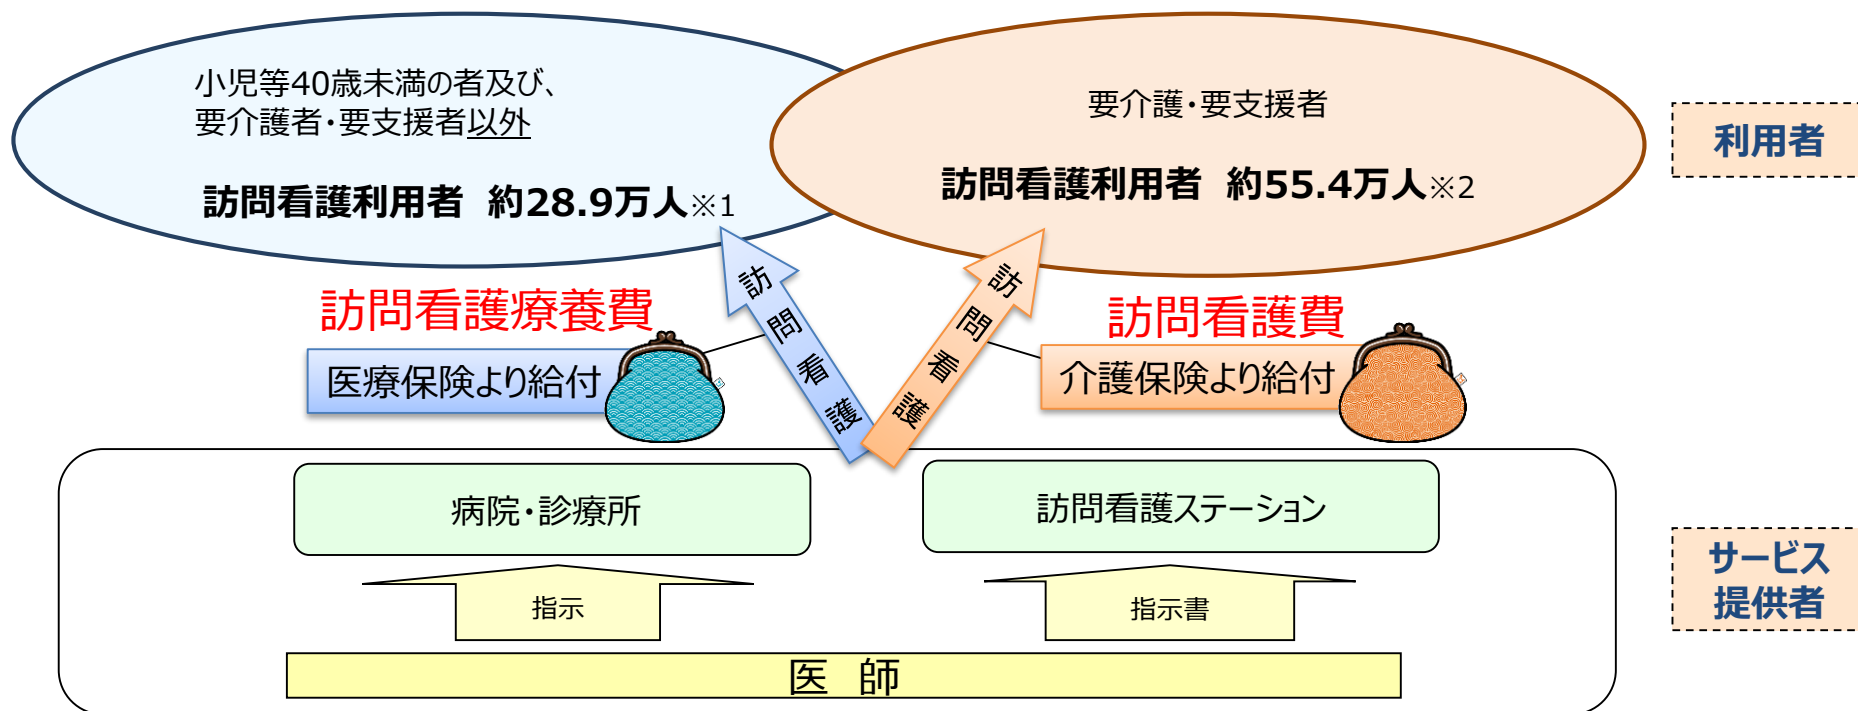 小児等40歳未満の者及び、
要介護者・要支援者以外
訪問看護利用者 約28.9万人※1
要介護・要支援者
訪問看護利用者 約55.4万人※2
利用者
訪問看護療養費
医療保険より給付
訪問看護
訪問看護
訪問看護費
介護保険より給付
病院・診療所
訪問看護ステーション
サービス
提供者
指示
指示書
医 師